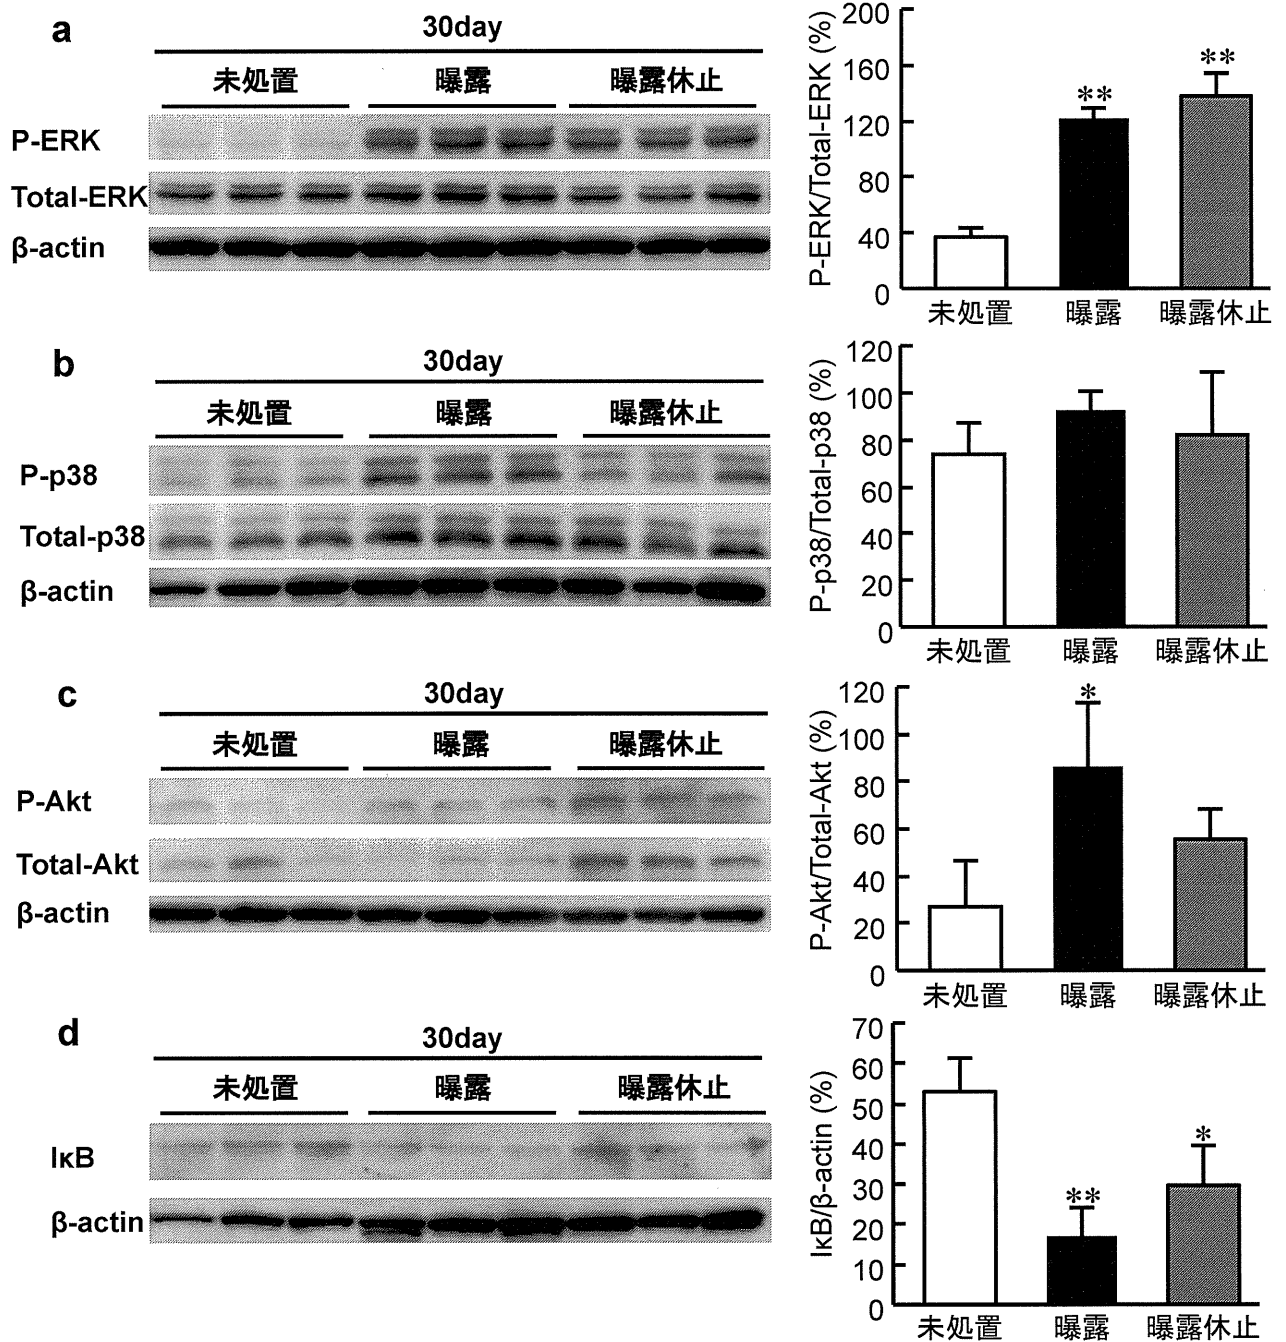 a
30day
未処置 曝露 曝露休止
P-ERK
Total-ERK
β-actin
P-ERK/Total-ERK (%)
200
160
120
80
40
0
** **
未処置 曝露 曝露休止
b
30day
未処置 曝露 曝露休止
P-p38
Total-p38
β-actin
P-p38/Total-p38 (%)
120
100
80
60
40
20
0
未処置 曝露 曝露休止
c
30day
未処置 曝露 曝露休止
P-Akt
Total-Akt
β-actin
P-Akt/Total-Akt (%)
120
100
80
60
40
20
0
*
未処置 曝露 曝露休止
d
30day
未処置 曝露 曝露休止
IκB
β-actin
IκB/β-actin (%)
70
60
50
40
30
20
10
0
** *
未処置 曝露 曝露休止